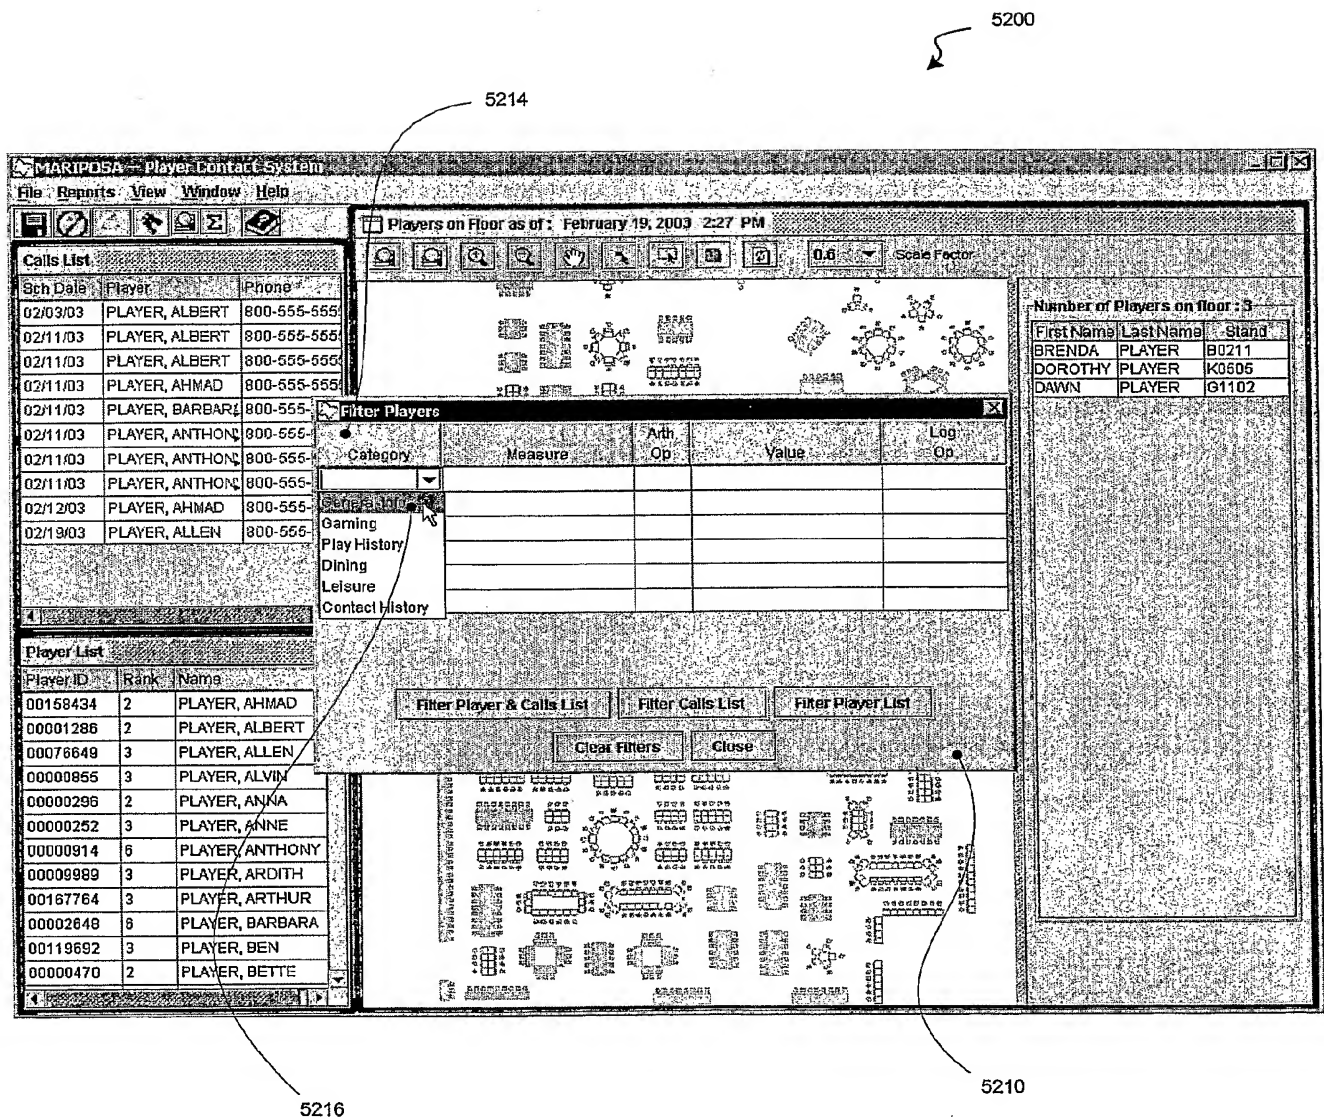 5200
5214
MARIPOSA — Player Contact System
File Reports View Window Help
Players on Floor as of : February 19, 2003 2:27 PM
0.6 Scale Factor
Calls List
Sch Date Player Phone
02/03/03 PLAYER, ALBERT 800-555-555
02/11/03 PLAYER, ALBERT 800-555-555
02/11/03 PLAYER, ALBERT 800-555-555
02/11/03 PLAYER, AHMAD 800-555-555
02/11/03 PLAYER, BARBARA 800-555-
02/11/03 PLAYER, ANTHON 800-555-
02/11/03 PLAYER, ANTHON 800-555-
02/11/03 PLAYER, ANTHON 800-555-
02/12/03 PLAYER, AHMAD 800-555-
02/19/03 PLAYER, ALLEN 800-555-
Number of Players on floor : 3
First Name Last Name Stand
BRENDA PLAYER B0211
DOROTHY PLAYER K0505
DAWN PLAYER G1102
Filter Players
Category Measure Arith Op Value Log Op
General
Gaming
Play History
Dining
Leisure
Contact History
Filter Player & Calls List Filter Calls List Filter Player List
Clear Filters Close
Player List
Player ID Rank Name
00158434 2 PLAYER, AHMAD
00001286 2 PLAYER, ALBERT
00076649 3 PLAYER, ALLEN
00000855 3 PLAYER, ALVIN
00000296 2 PLAYER, ANNA
00000252 3 PLAYER, ANNE
00000914 6 PLAYER, ANTHONY
00009989 3 PLAYER, ARDITH
00167764 3 PLAYER, ARTHUR
00002648 6 PLAYER, BARBARA
00119692 3 PLAYER, BEN
00000470 2 PLAYER, BETTE
5210
5216